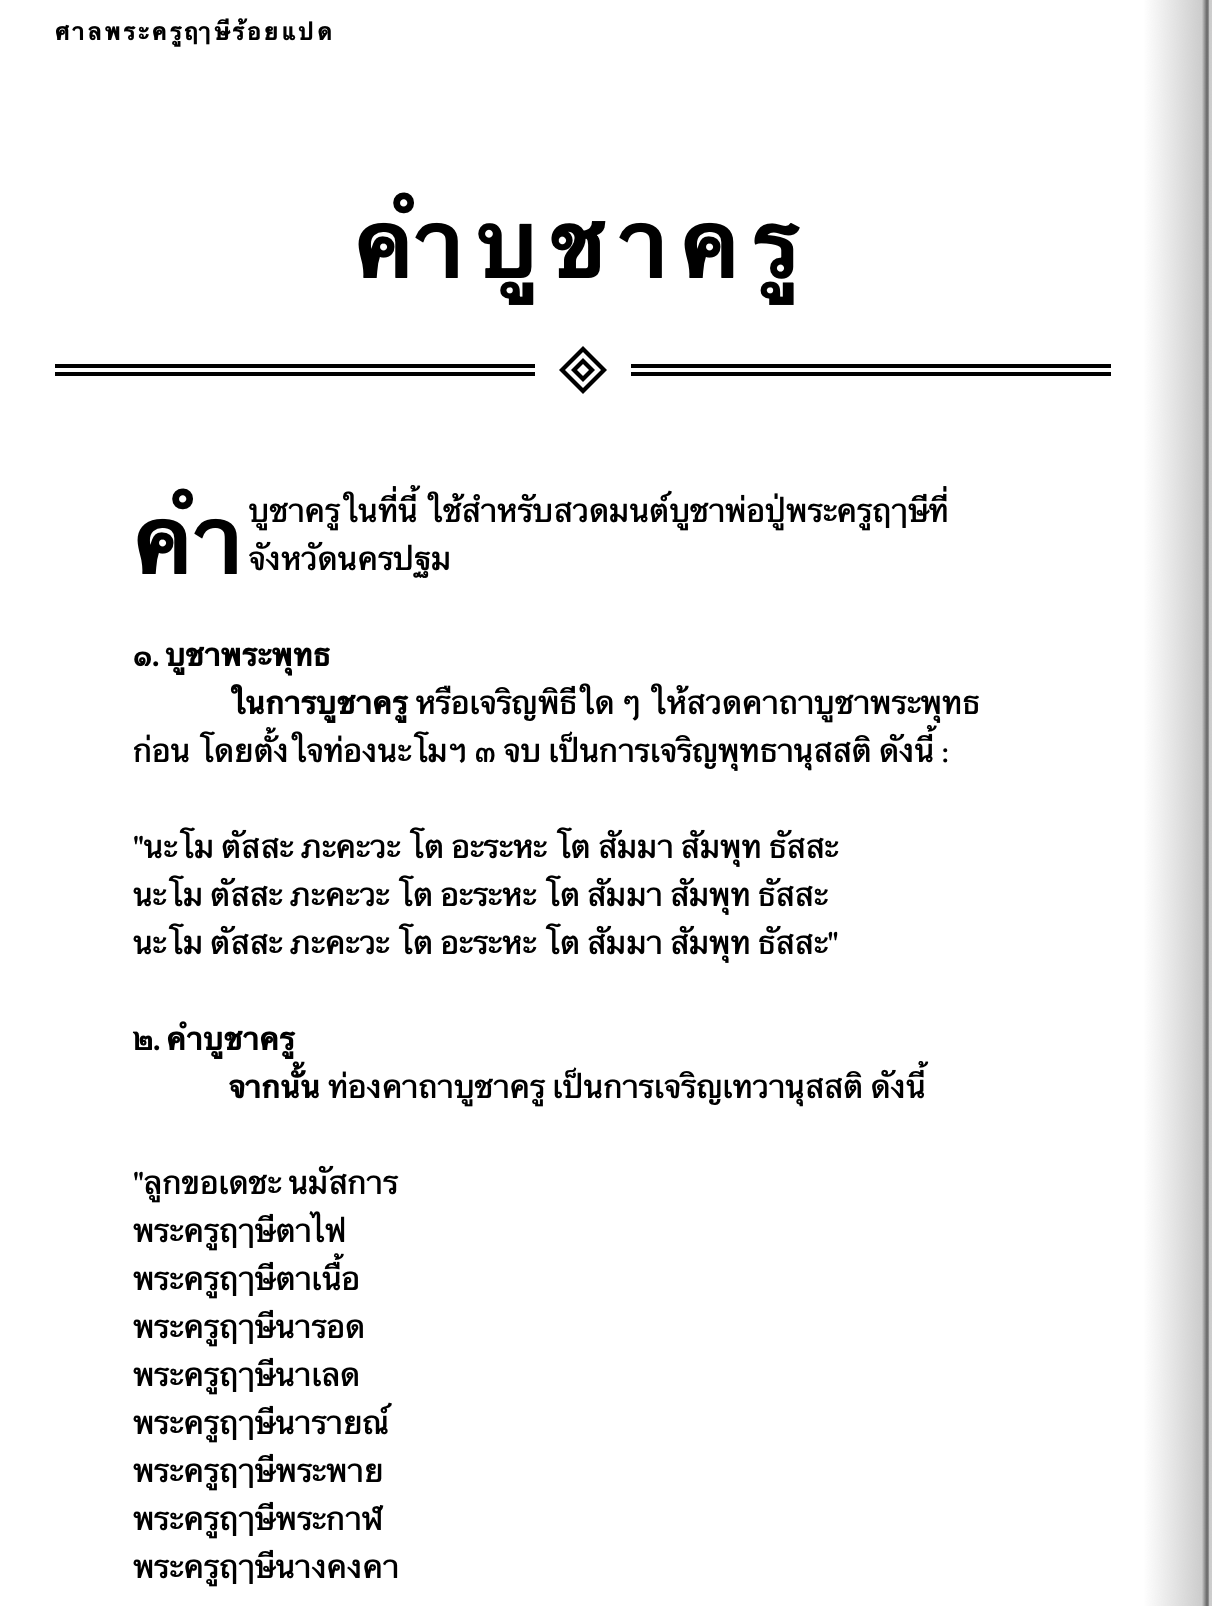 ศาลพระครูฤๅษีร้อยแปด
คำบูชาครู
คำบูชาครูในที่นี้ ใช้สำหรับสวดมนต์บูชาพ่อปู่พระครูฤๅษีที่
จังหวัดนครปฐม
๑. บูชาพระพุทธ
ในการบูชาครู หรือเจริญพิธีใด ๆ ให้สวดคาถาบูชาพระพุทธ
ก่อน โดยตั้งใจท่องนะโมฯ ๓ จบ เป็นการเจริญพุทธานุสสติ ดังนี้ :
"นะโม ตัสสะ ภะคะวะ โต อะระหะ โต สัมมา สัมพุท ธัสสะ
นะโม ตัสสะ ภะคะวะ โต อะระหะ โต สัมมา สัมพุท ธัสสะ
นะโม ตัสสะ ภะคะวะ โต อะระหะ โต สัมมา สัมพุท ธัสสะ"
๒. คำบูชาครู
จากนั้น ท่องคาถาบูชาครู เป็นการเจริญเทวานุสสติ ดังนี้
"ลูกขอเดชะ นมัสการ
พระครูฤๅษีตาไฟ
พระครูฤๅษีตาเนื้อ
พระครูฤๅษีนารอด
พระครูฤๅษีนาเลด
พระครูฤๅษีนารายณ์
พระครูฤๅษีพระพาย
พระครูฤๅษีพระกาฬ
พระครูฤๅษีนางคงคา